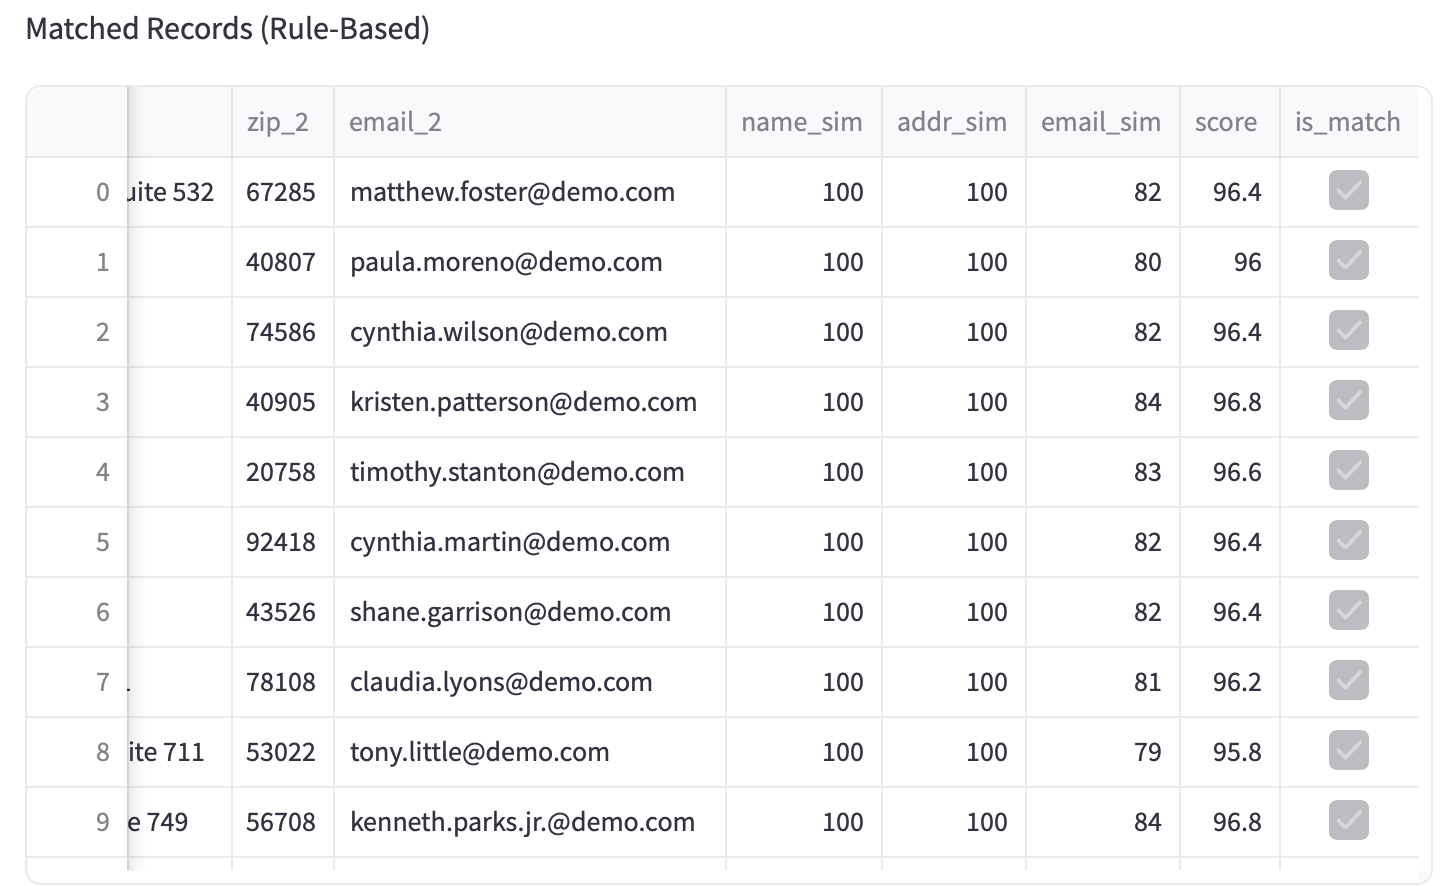 Matched Records (Rule-Based)
zip_2 email_2 name_sim addr_sim email_sim score is_match
0 uite 532 67285 matthew.foster@demo.com 100 100 82 96.4
1 40807 paula.moreno@demo.com 100 100 80 96
2 74586 cynthia.wilson@demo.com 100 100 82 96.4
3 40905 kristen.patterson@demo.com 100 100 84 96.8
4 20758 timothy.stanton@demo.com 100 100 83 96.6
5 92418 cynthia.martin@demo.com 100 100 82 96.4
6 43526 shane.garrison@demo.com 100 100 82 96.4
7 78108 claudia.lyons@demo.com 100 100 81 96.2
8 ite 711 53022 tony.little@demo.com 100 100 79 95.8
9 e 749 56708 kenneth.parks.jr.@demo.com 100 100 84 96.8